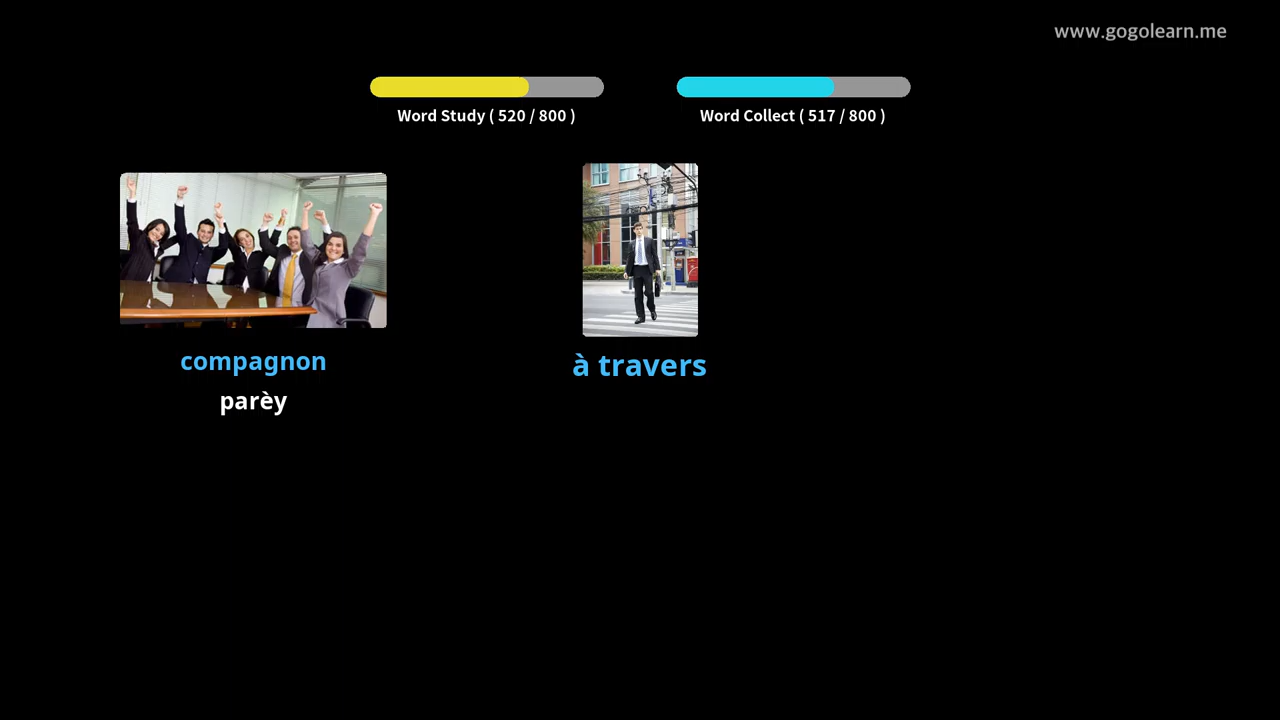 www.gogolearn.me
Word Study ( 520 / 800 )
Word Collect ( 517 / 800 )
compagnon
parèy
à travers